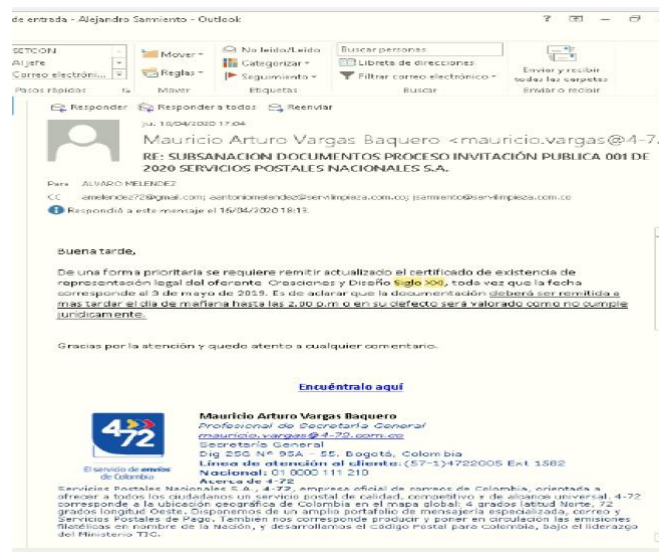 de entrada - Alejandro Sarmiento - Outlook
SETCON
Al jefe
Correo electróni...
Pasos rápidos
Mover
Reglas
Mover
No leído/Leído
Categorizar
Seguimiento
Etiquetas
Buscar personas
Libreta de direcciones
Filtrar correo electrónico
Buscar
Enviar y recibir
todas las carpetas
Enviar o recibir
Responder Responder a todos Reenviar
ju. 16/04/2020 17:04
Mauricio Arturo Vargas Baquero <mauricio.vargas@4-7
RE: SUBSANACION DOCUMENTOS PROCESO INVITACIÓN PUBLICA 001 DE
2020 SERVICIOS POSTALES NACIONALES S.A.
Para ALVARO MELENDEZ
CC amelendez72@gmail.com; aantoniomelendez@servilimpieza.com.co; jsarmiento@servilimpieza.com.co
Respondió a este mensaje el 16/04/2020 18:13.
Buena tarde,
De una forma prioritaria se requiere remitir actualizado el certificado de existencia de
representación legal del oferente Creaciones y Diseño Siglo XXI, toda vez que la fecha
corresponde al 3 de mayo de 2019. Es de aclarar que la documentación deberá ser remitida a
mas tardar el día de mañana hasta las 2.00 p.m o en su defecto será valorado como no cumple
jurídicamente.
Gracias por la atención y quedo atento a cualquier comentario.
Encuéntralo aquí
472
El servicio de envíos
de Colombia
Mauricio Arturo Vargas Baquero
Profesional de Secretaría General
mauricio.vargas@4-72.com.co
Secretaría General
Dig 25G N° 95A - 55, Bogotá, Colombia
Línea de atención al cliente: (57-1)4722005 Ext 1582
Nacional: 01 8000 111 210
Acerca de 4-72
Servicios Postales Nacionales S.A., 4-72, empresa oficial de correos de Colombia, orientada a
ofrecer a todos los ciudadanos un servicio postal de calidad, competitivo y de alcance universal. 4-72
corresponde a la ubicación geográfica de Colombia en el mapa global: 4 grados latitud Norte, 72
grados longitud Oeste. Disponemos de un amplio portafolio de mensajería especializada, correo y
Servicios Postales de Pago. También nos corresponde producir y poner en circulación las emisiones
filatélicas en nombre de la Nación, y desarrollamos el Código Postal para Colombia, bajo el liderazgo
del Ministerio TIC.